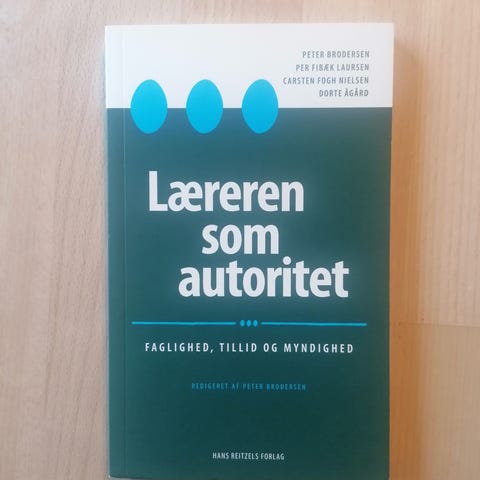 PETER BRODERSEN
PER FIBÆK LAURSEN
CARSTEN FOGH NIELSEN
DORTE ÅGÅRD
Læreren
som
autoritet
FAGLIGHED, TILLID OG MYNDIGHED
REDIGERET AF PETER BRODERSEN
HANS REITZELS FORLAG